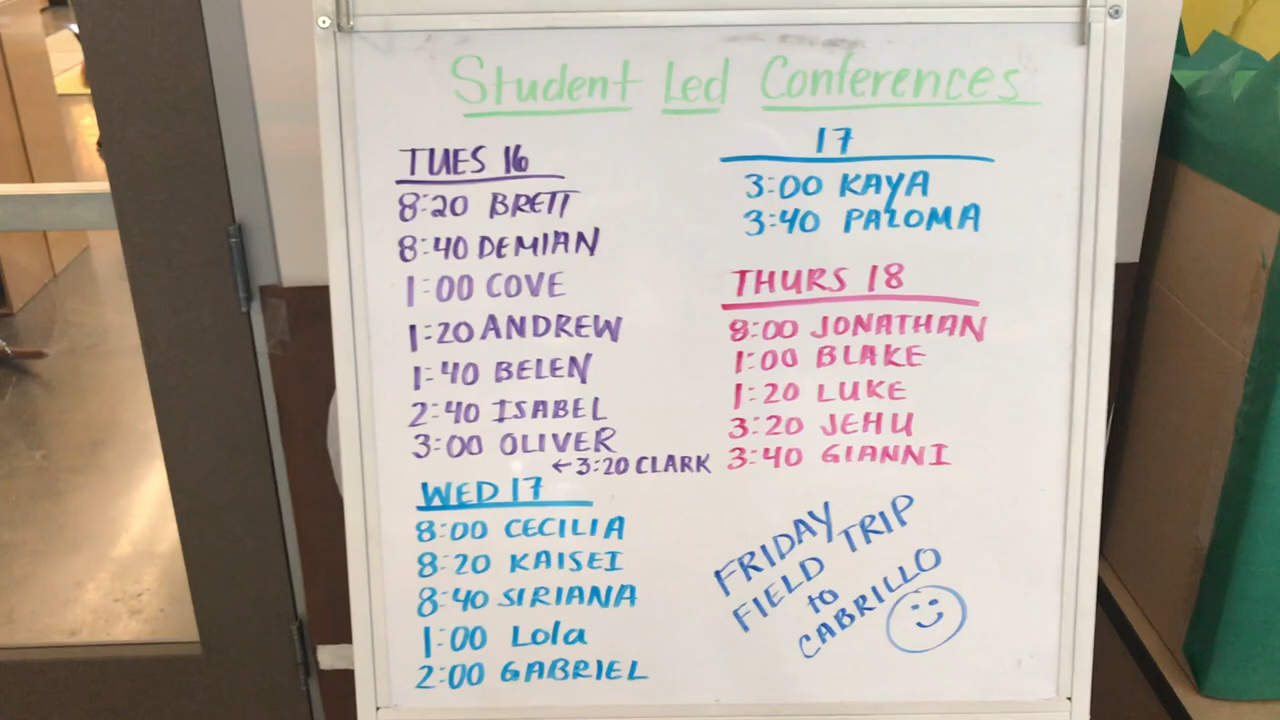 Student Led Conferences
TUES 16
8:20 BRETT
8:40 DEMIAN
1:00 COVE
1:20 ANDREW
1:40 BELEN
2:40 ISABEL
3:00 OLIVER
←3:20 CLARK
WED 17
8:00 CECILIA
8:20 KAISEI
8:40 SIRIANA
1:00 Lola
2:00 GABRIEL
17
3:00 KAYA
3:40 PALOMA
THURS 18
8:00 JONATHAN
1:00 BLAKE
1:20 LUKE
3:20 JEHU
3:40 GIANNI
FRIDAY
FIELD TRIP
to
CABRILLO